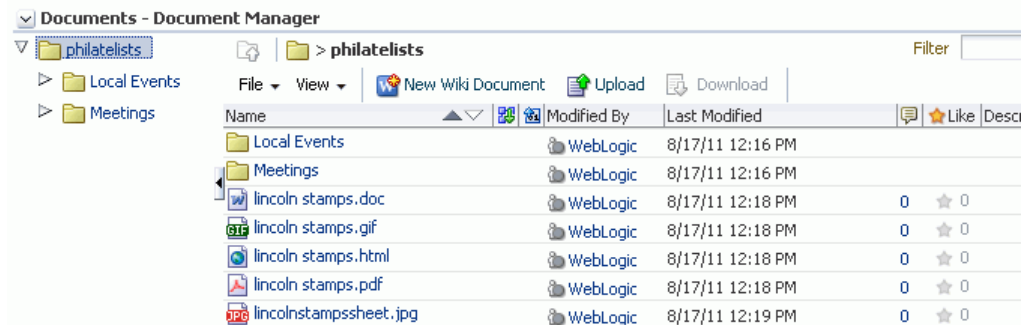 Documents - Document Manager
philatelists
> philatelists
Filter
Local Events
File View New Wiki Document Upload Download
Meetings
Name Modified By Last Modified Like Descr
Local Events WebLogic 8/17/11 12:16 PM
Meetings WebLogic 8/17/11 12:16 PM
lincoln stamps.doc WebLogic 8/17/11 12:18 PM 0 0
GIF lincoln stamps.gif WebLogic 8/17/11 12:18 PM 0 0
lincoln stamps.html WebLogic 8/17/11 12:18 PM 0 0
lincoln stamps.pdf WebLogic 8/17/11 12:18 PM 0 0
JPG lincolnstampssheet.jpg WebLogic 8/17/11 12:19 PM 0 0